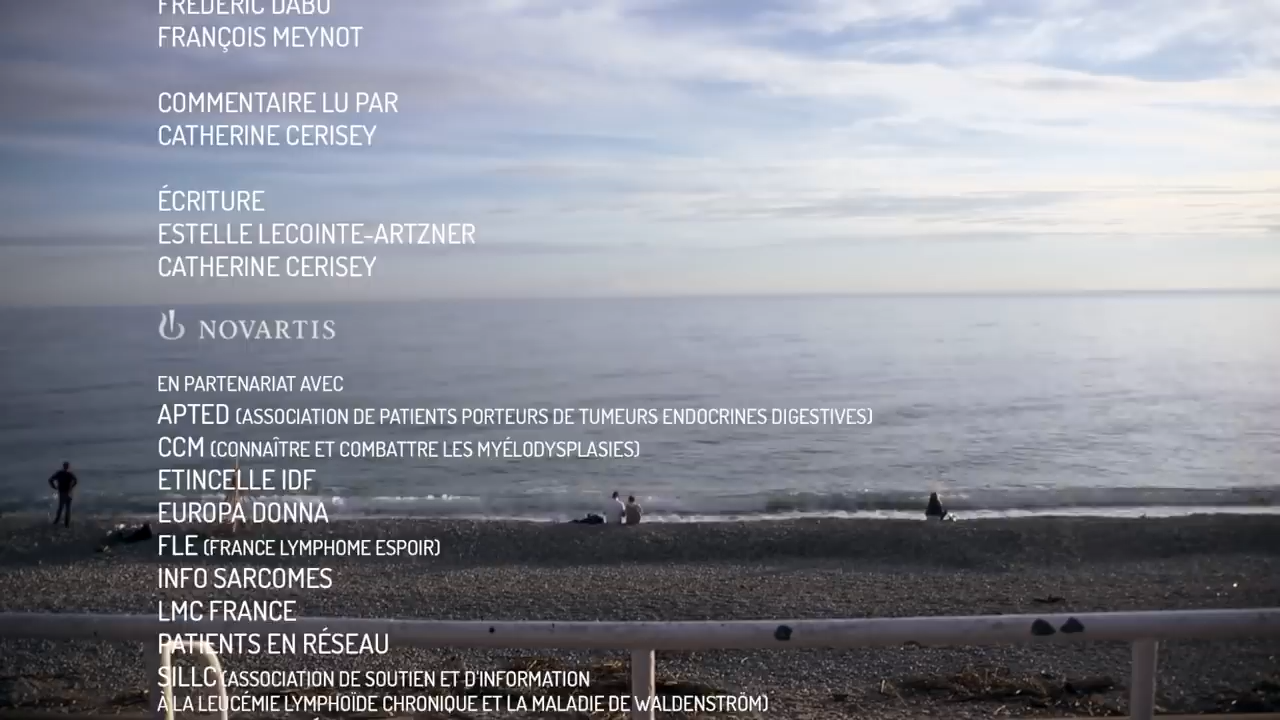 FRÉDÉRIC DABO
FRANÇOIS MEYNOT
COMMENTAIRE LU PAR
CATHERINE CERISEY
ÉCRITURE
ESTELLE LECOINTE-ARTZNER
CATHERINE CERISEY
NOVARTIS
EN PARTENARIAT AVEC
APTED (ASSOCIATION DE PATIENTS PORTEURS DE TUMEURS ENDOCRINES DIGESTIVES)
CCM (CONNAÎTRE ET COMBATTRE LES MYÉLODYSPLASIES)
ETINCELLE IDF
EUROPA DONNA
FLE (FRANCE LYMPHOME ESPOIR)
INFO SARCOMES
LMC FRANCE
PATIENTS EN RÉSEAU
SILLC (ASSOCIATION DE SOUTIEN ET D'INFORMATION
À LA LEUCÉMIE LYMPHOÏDE CHRONIQUE ET LA MALADIE DE WALDENSTRÖM)